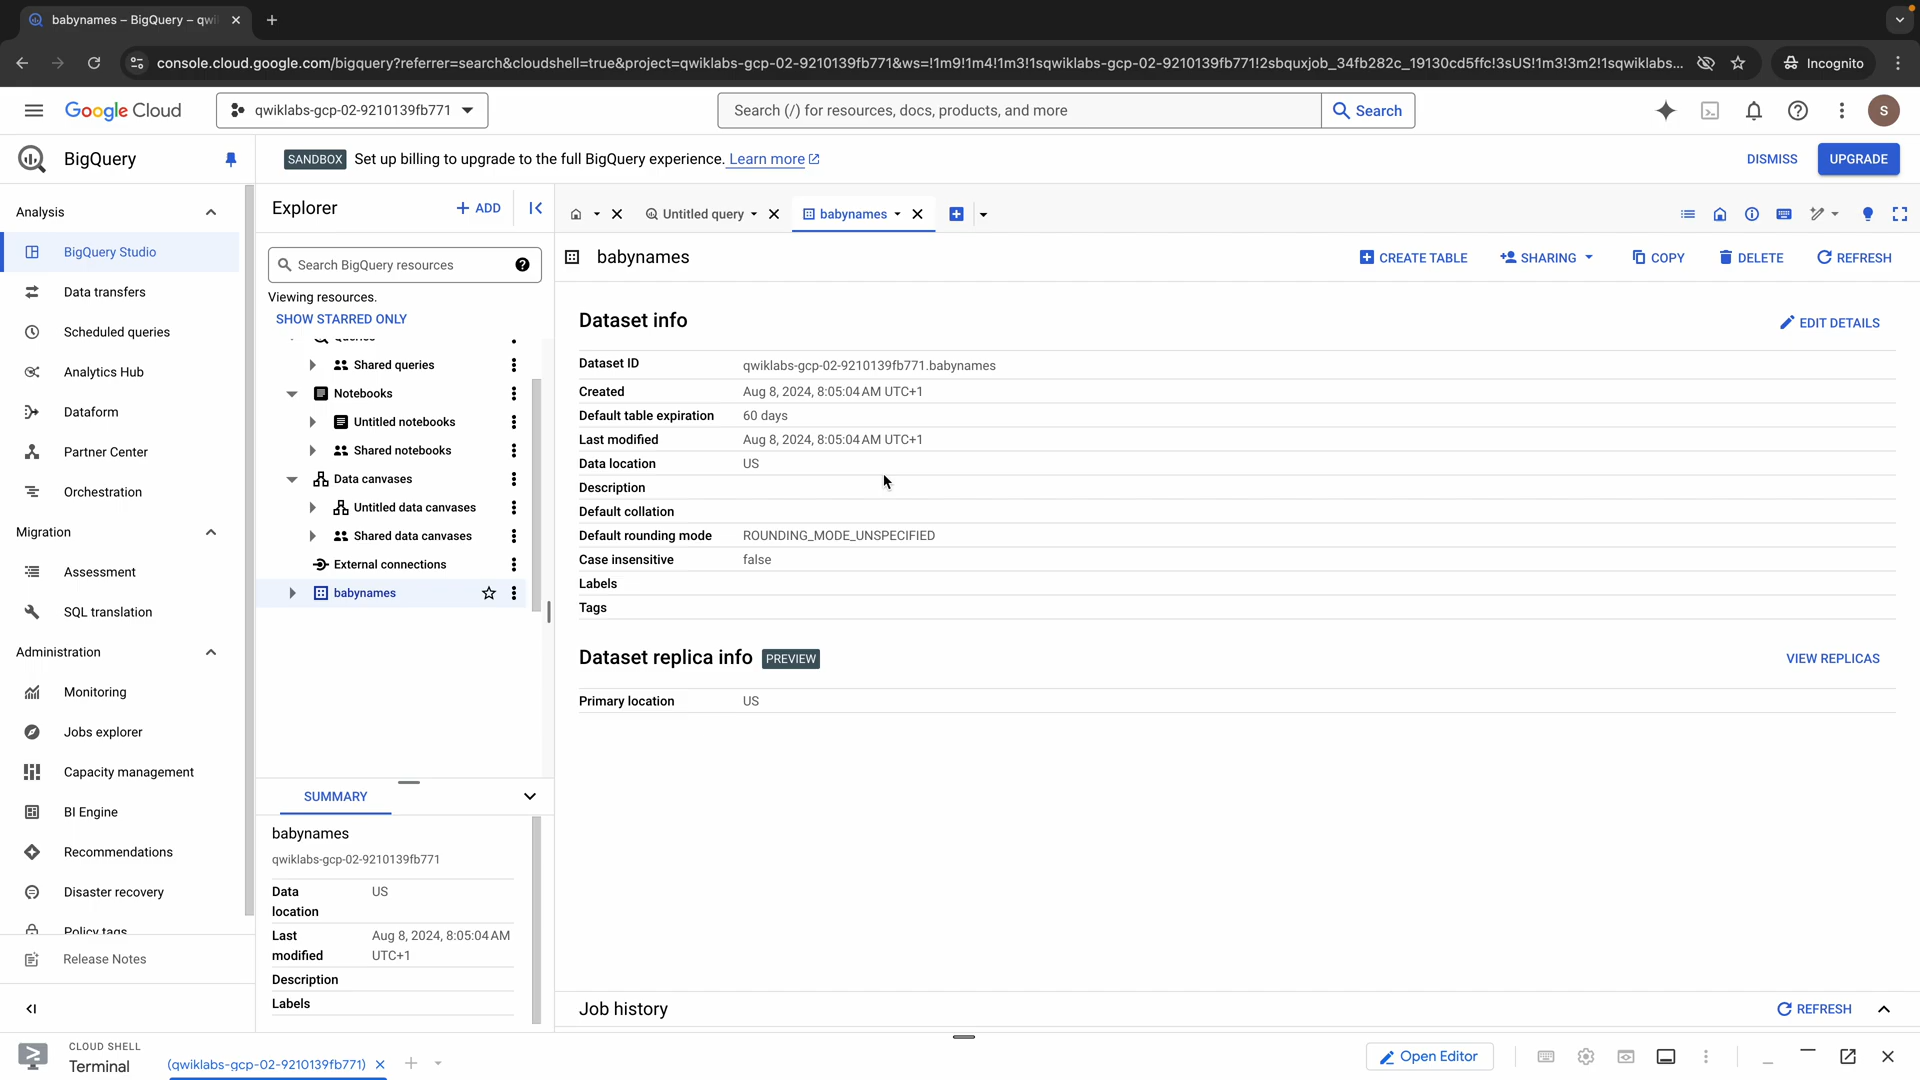 babynames – BigQuery – qwi
console.cloud.google.com/bigquery?referrer=search&cloudshell=true&project=qwiklabs-gcp-02-9210139fb771&ws=!1m9!1m4!1m3!1sqwiklabs-gcp-02-9210139fb771!2sbquxjob_34fb282c_19130cd5ffc!3sUS!1m3!3m2!1sqwiklabs...
Incognito
Google Cloud
qwiklabs-gcp-02-9210139fb771
Search (/) for resources, docs, products, and more
Search
S
BigQuery
SANDBOX Set up billing to upgrade to the full BigQuery experience. Learn more
DISMISS
UPGRADE
Analysis
BigQuery Studio
Data transfers
Scheduled queries
Analytics Hub
Dataform
Partner Center
Orchestration
Migration
Assessment
SQL translation
Administration
Monitoring
Jobs explorer
Capacity management
BI Engine
Recommendations
Disaster recovery
Policy tags
Release Notes
Explorer
+ ADD
Search BigQuery resources
Viewing resources.
SHOW STARRED ONLY
Queries
Shared queries
Notebooks
Untitled notebooks
Shared notebooks
Data canvases
Untitled data canvases
Shared data canvases
External connections
babynames
SUMMARY
babynames
qwiklabs-gcp-02-9210139fb771
Data location US
Last modified Aug 8, 2024, 8:05:04 AM UTC+1
Description
Labels
Untitled query
babynames
babynames
CREATE TABLE
SHARING
COPY
DELETE
REFRESH
Dataset info
EDIT DETAILS
Dataset ID qwiklabs-gcp-02-9210139fb771.babynames
Created Aug 8, 2024, 8:05:04 AM UTC+1
Default table expiration 60 days
Last modified Aug 8, 2024, 8:05:04 AM UTC+1
Data location US
Description
Default collation
Default rounding mode ROUNDING_MODE_UNSPECIFIED
Case insensitive false
Labels
Tags
Dataset replica info PREVIEW
VIEW REPLICAS
Primary location US
Job history
REFRESH
CLOUD SHELL
Terminal
(qwiklabs-gcp-02-9210139fb771)
Open Editor